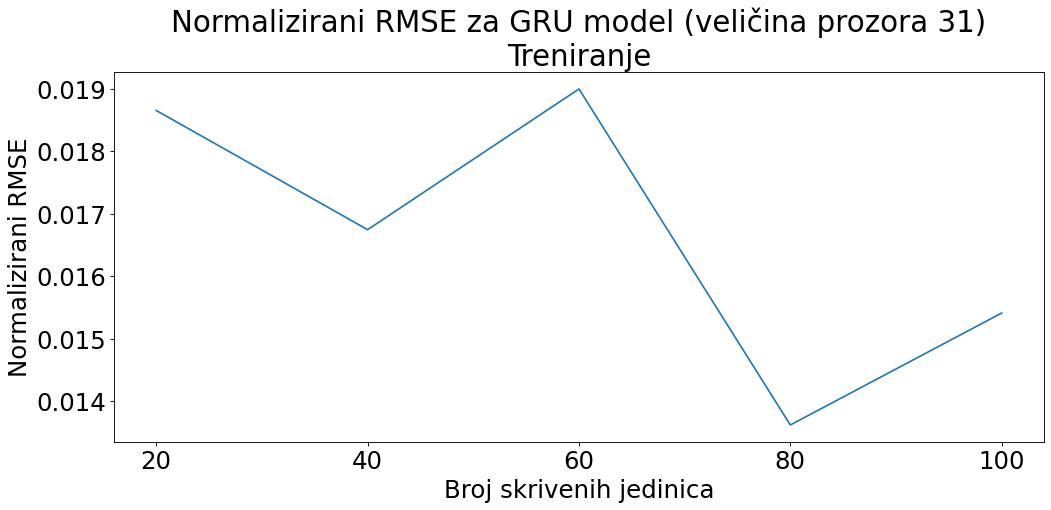 Normalizirani RMSE za GRU model (veličina prozora 31)
Treniranje
Normalizirani RMSE
0.019
0.018
0.017
0.016
0.015
0.014
20 40 60 80 100
Broj skrivenih jedinica